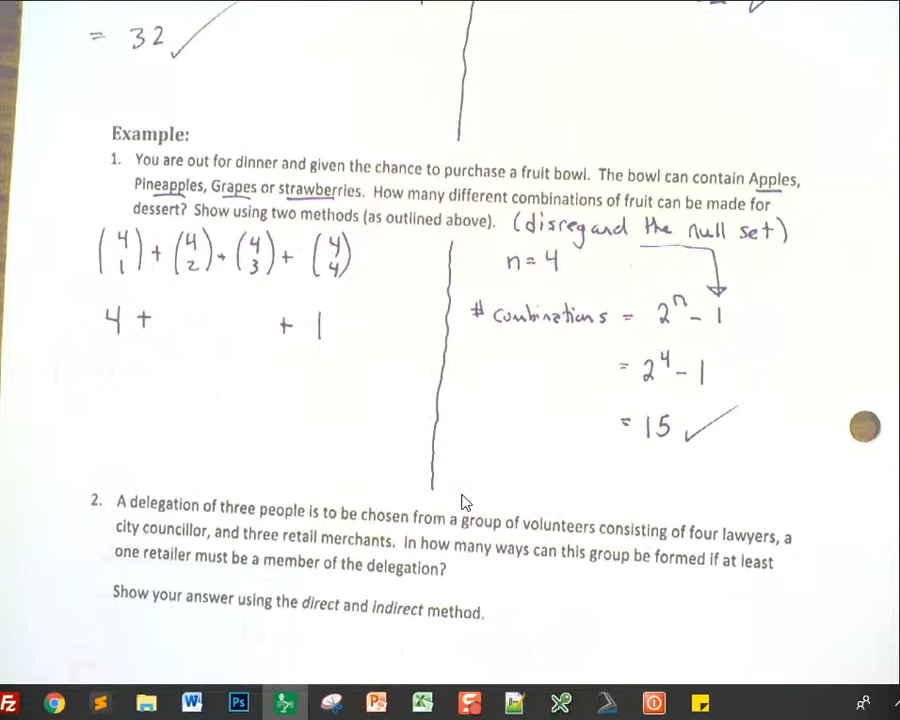 = 32 ✓
Example:
1. You are out for dinner and given the chance to purchase a fruit bowl. The bowl can contain Apples,
Pineapples, Grapes or strawberries. How many different combinations of fruit can be made for
dessert? Show using two methods (as outlined above). (disregard the null set)
(4 1) + (4 2) + (4 3) + (4 4)
4 + + 1
n = 4
# combinations = 2ⁿ - 1
= 2⁴ - 1
= 15 ✓
2. A delegation of three people is to be chosen from a group of volunteers consisting of four lawyers, a
city councillor, and three retail merchants. In how many ways can this group be formed if at least
one retailer must be a member of the delegation?
Show your answer using the direct and indirect method.